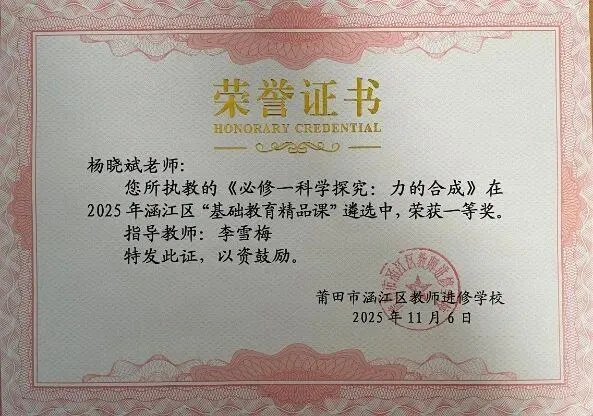 荣誉证书
HONORARY CREDENTIAL
杨晓斌老师:
您所执教的《必修一科学探究:力的合成》在
2025年涵江区“基础教育精品课”遴选中,荣获一等奖。
指导教师:李雪梅
特发此证,以资鼓励。
莆田市涵江区教师进修学校
2025年11月6日